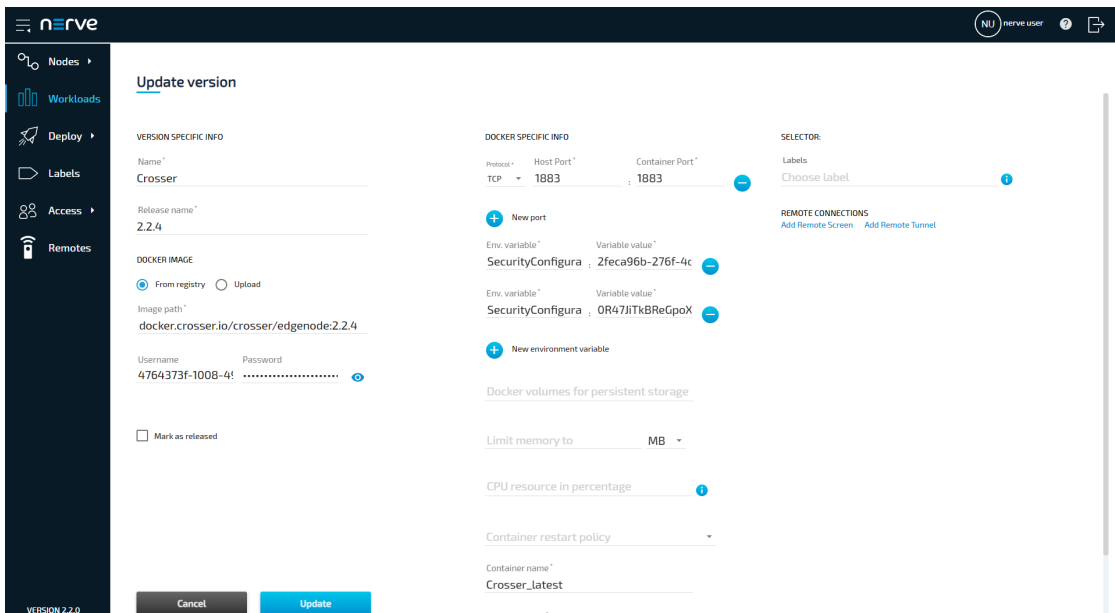 nerve
NU nerve user
Nodes
Workloads
Deploy
Labels
Access
Remotes
VERSION 2.2.0
Update version
VERSION SPECIFIC INFO
Name*
Crosser
Release name*
2.2.4
DOCKER IMAGE
From registry Upload
Image path*
docker.crosser.io/crosser/edgenode:2.2.4
Username Password
4764373f-1008-49 ••••••••••••••••••••••
Mark as released
Cancel Update
DOCKER SPECIFIC INFO
Protocol* Host Port* Container Port*
TCP 1883 : 1883
New port
Env. variable* Variable value*
SecurityConfigura : 2feca96b-276f-4c
Env. variable* Variable value*
SecurityConfigura : 0R47JiTkBReGpoX
New environment variable
Docker volumes for persistent storage
Limit memory to MB
CPU resource in percentage
Container restart policy
Container name*
Crosser_latest
SELECTOR:
Labels
Choose label
REMOTE CONNECTIONS
Add Remote Screen Add Remote Tunnel